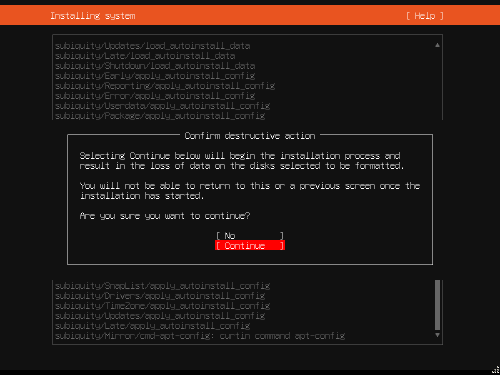 Installing system [ Help ]
subiquity/Updates/load_autoinstall_data
subiquity/Late/load_autoinstall_data
subiquity/Shutdown/load_autoinstall_data
subiquity/Early/apply_autoinstall_config
subiquity/Reporting/apply_autoinstall_config
subiquity/Error/apply_autoinstall_config
subiquity/Userdata/apply_autoinstall_config
subiquity/Package/apply_autoinstall_config
Confirm destructive action
Selecting Continue below will begin the installation process and
result in the loss of data on the disks selected to be formatted.
You will not be able to return to this or a previous screen once the
installation has started.
Are you sure you want to continue?
[ No ]
[ Continue ]
subiquity/SnapList/apply_autoinstall_config
subiquity/Drivers/apply_autoinstall_config
subiquity/TimeZone/apply_autoinstall_config
subiquity/Updates/apply_autoinstall_config
subiquity/Late/apply_autoinstall_config
subiquity/Mirror/cmd-apt-config: curtin command apt-config